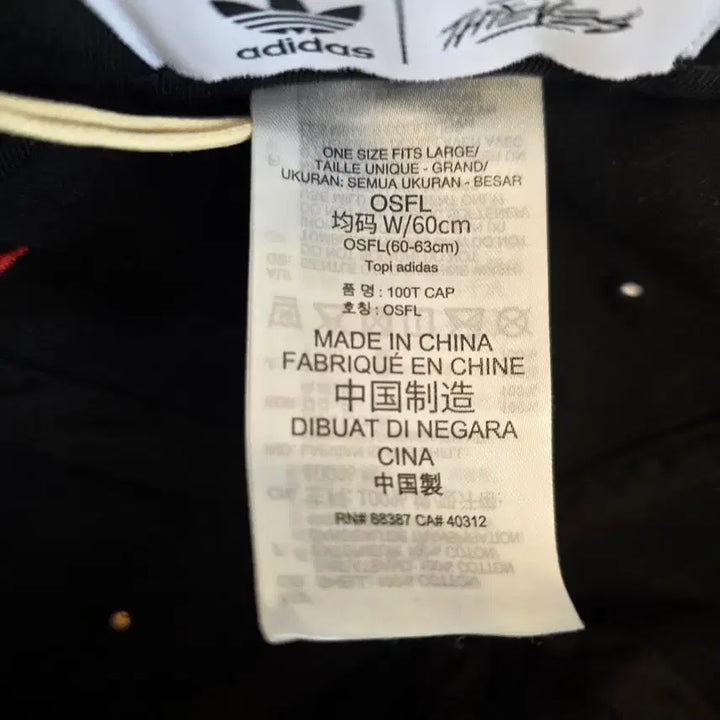 adidas
THIEVES
ONE SIZE FITS LARGE/
TAILLE UNIQUE - GRAND/
UKURAN: SEMUA UKURAN - BESAR
OSFL
均码 W/60cm
OSFL(60-63cm)
Topi adidas
품 명 : 100T CAP
호칭 : OSFL
MADE IN CHINA
FABRIQUÉ EN CHINE
中国制造
DIBUAT DI NEGARA
CINA
中國製
RN# 88387 CA# 40312